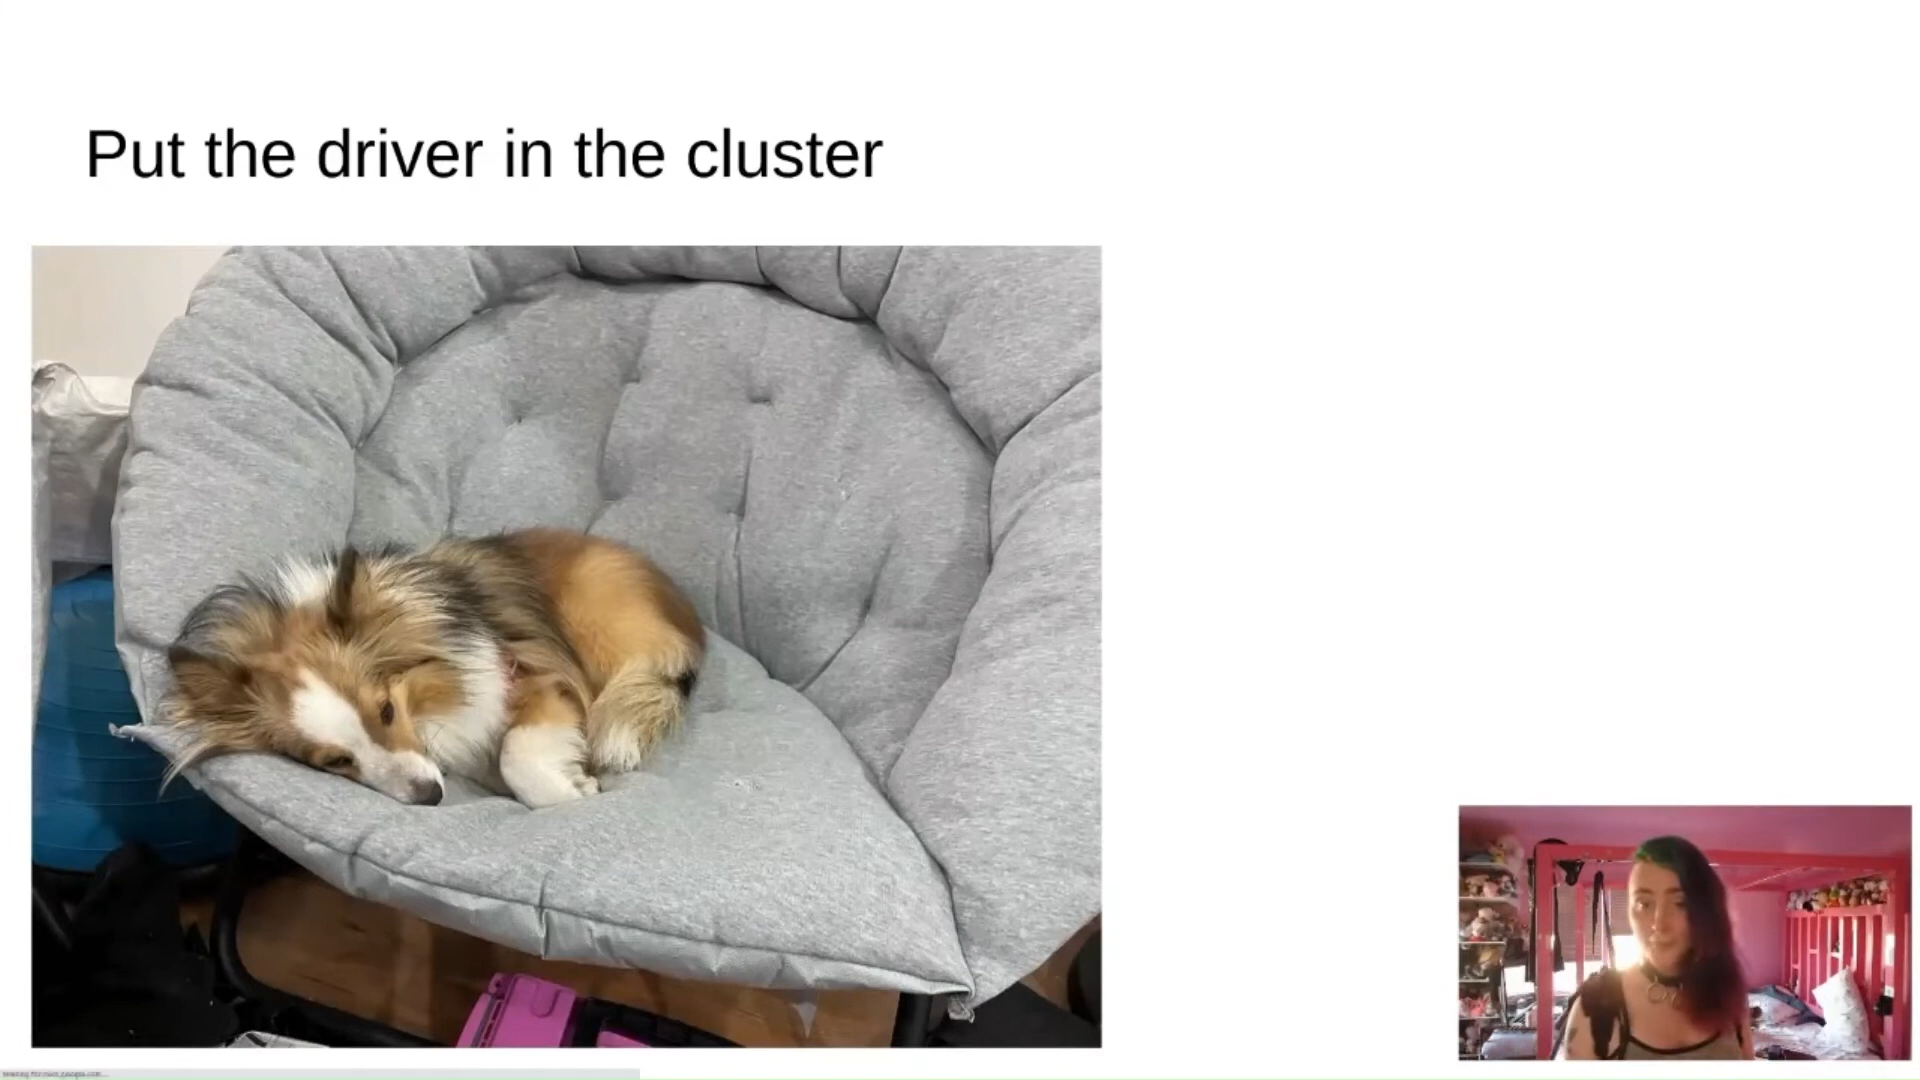 Put the driver in the cluster